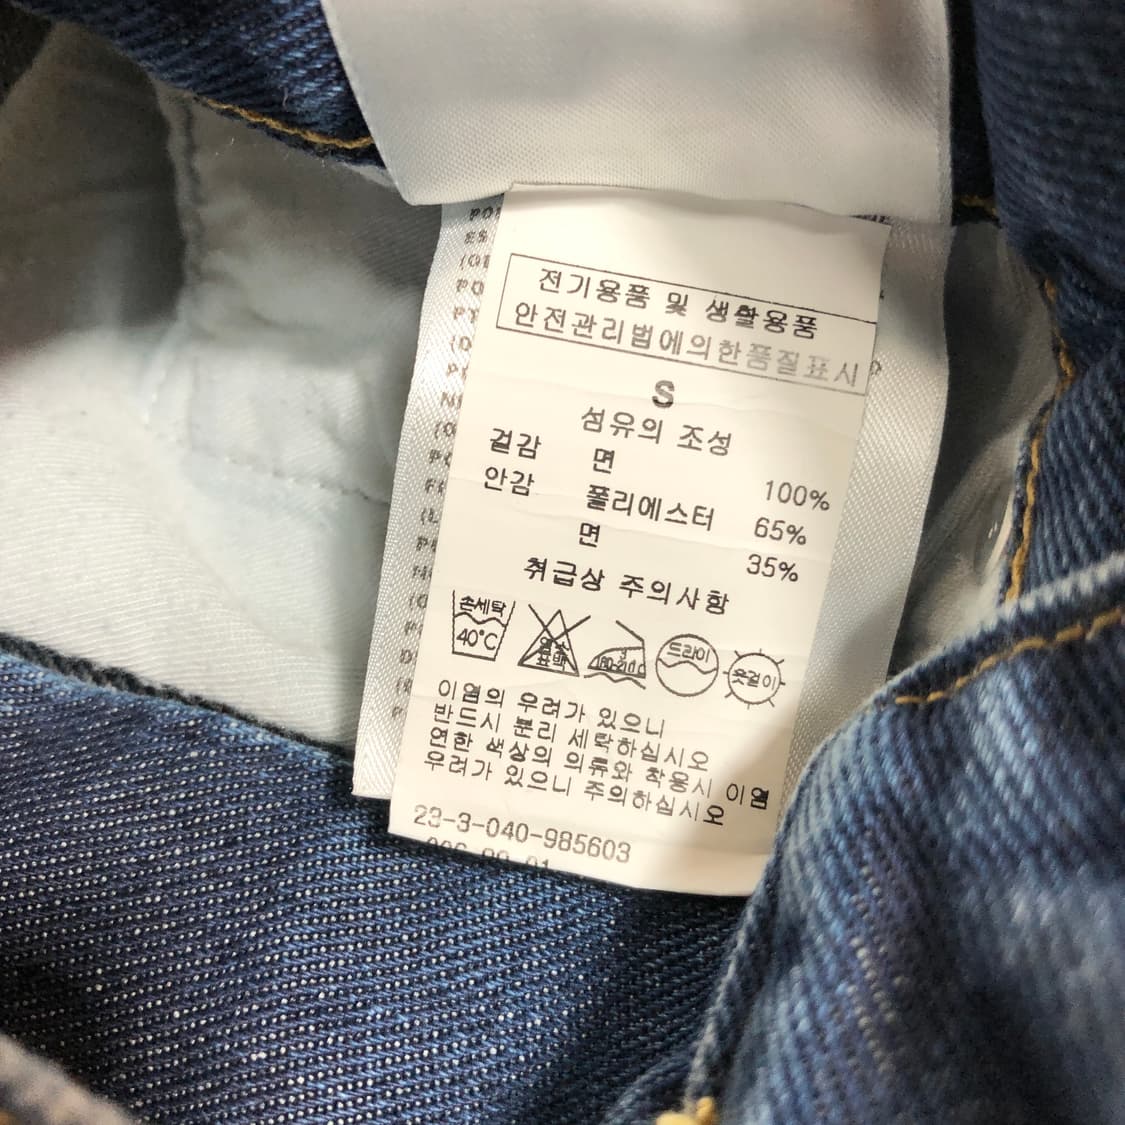 전기용품 및 생활용품
안전관리법에의한품질표시
S
섬유의 조성
겉감 면 100%
안감 폴리에스터 65%
면 35%
취급상 주의사항
손세탁 드라이 옷걸이
40℃ 염소
표백
이염의 우려가 있으니
반드시 분리 세탁하십시오
연한 색상의 의류와 착용시 이염
우려가 있으니 주의하십시오
23-3-040-985603